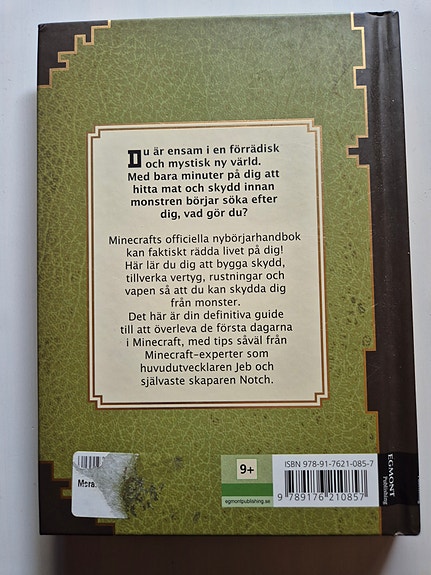 Du är ensam i en förrädisk
och mystisk ny värld.
Med bara minuter på dig att
hitta mat och skydd innan
monstren börjar söka efter
dig, vad gör du?
Minecrafts officiella nybörjarhandbok
kan faktiskt rädda livet på dig!
Här lär du dig att bygga skydd,
tillverka vertyg, rustningar och
vapen så att du kan skydda dig
från monster.
Det här är din definitiva guide
till att överleva de första dagarna
i Minecraft, med tips såväl från
Minecraft-experter som
huvudutvecklaren Jeb och
självaste skaparen Notch.
9+
egmontpublishing.se
ISBN 978-91-7621-085-7
9 789176 210857
EGMONT
Publishing